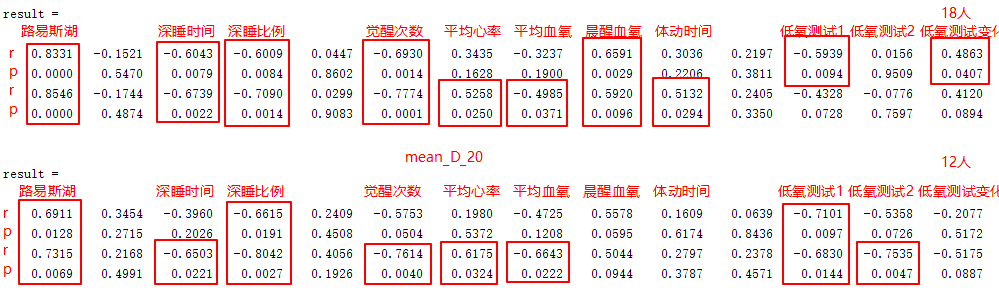 result =
18人
路易斯湖 深睡时间 深睡比例 觉醒次数 平均心率 平均血氧 晨醒血氧 体动时间 低氧测试1 低氧测试2 低氧测试变化
r 0.8331 -0.1521 -0.6043 -0.6009 0.0447 -0.6930 0.3435 -0.3237 0.6591 0.3036 0.2197 -0.5939 0.0156 0.4863
p 0.0000 0.5470 0.0079 0.0084 0.8602 0.0014 0.1628 0.1900 0.0029 0.2206 0.3811 0.0094 0.9509 0.0407
r 0.8546 -0.1744 -0.6739 -0.7090 0.0299 -0.7774 0.5258 -0.4985 0.5920 0.5132 0.2405 -0.4328 -0.0776 0.4120
p 0.0000 0.4874 0.0022 0.0014 0.9083 0.0001 0.0250 0.0371 0.0096 0.0294 0.3350 0.0728 0.7597 0.0894
mean_D_20
12人
result =
路易斯湖 深睡时间 深睡比例 觉醒次数 平均心率 平均血氧 晨醒血氧 体动时间 低氧测试1 低氧测试2 低氧测试变化
r 0.6911 0.3454 -0.3960 -0.6615 0.2409 -0.5753 0.1980 -0.4725 0.5578 0.1609 0.0639 -0.7101 -0.5358 -0.2077
p 0.0128 0.2715 0.2026 0.0191 0.4508 0.0504 0.5372 0.1208 0.0595 0.6174 0.8436 0.0097 0.0726 0.5172
r 0.7315 0.2168 -0.6503 -0.8042 0.4056 -0.7614 0.6175 -0.6643 0.5044 0.2797 0.2378 -0.6830 -0.7535 -0.5175
p 0.0069 0.4991 0.0221 0.0027 0.1926 0.0040 0.0324 0.0222 0.0944 0.3787 0.4571 0.0144 0.0047 0.0887